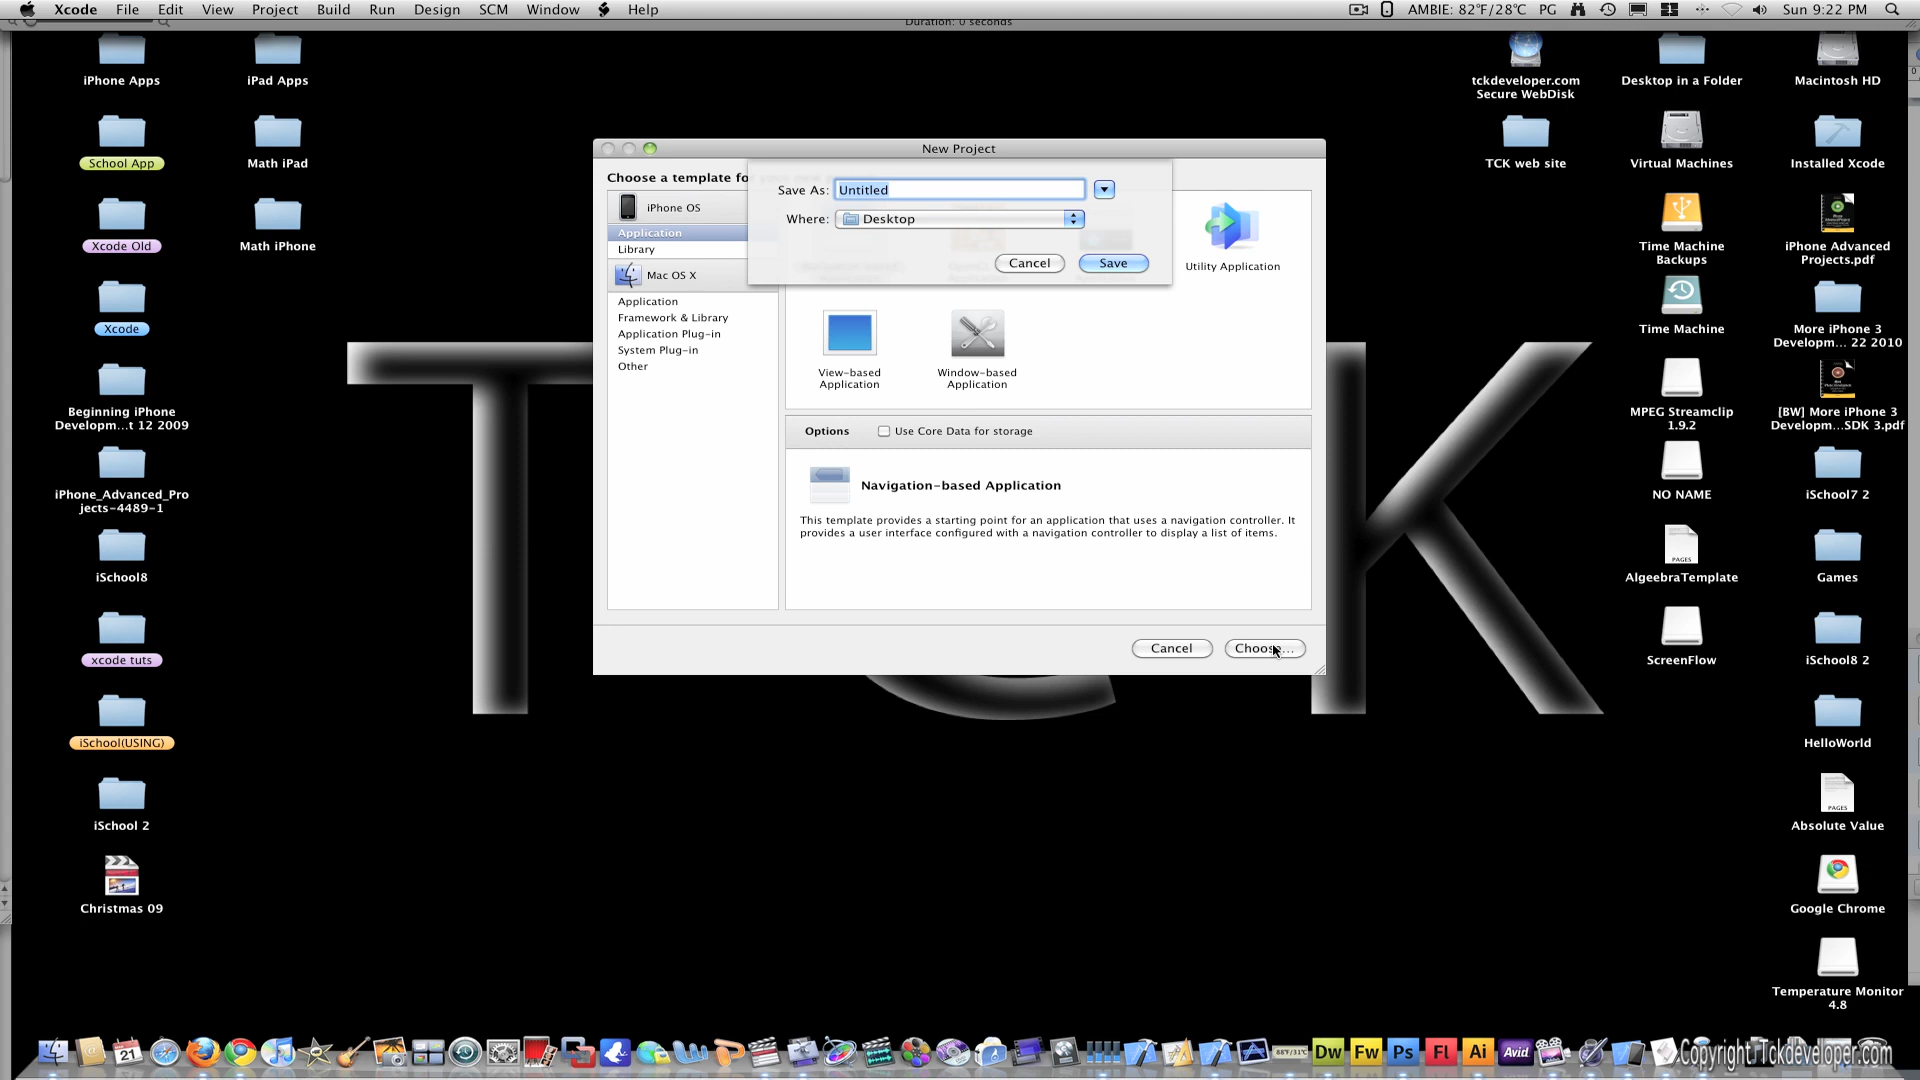 Xcode File Edit View Project Build Run Design SCM Window Help
AMBIE: 82°F/28°C PG Sun 9:22 PM
Duration: 0 seconds
iPhone Apps
iPad Apps
School App
Math iPad
Xcode Old
Math iPhone
Xcode
Beginning iPhone
Developm...t 12 2009
iPhone_Advanced_Pro
jects-4489-1
iSchool8
xcode tuts
iSchool(USING)
iSchool 2
Christmas 09
New Project
Choose a template fo
Save As: Untitled
Where: Desktop
Cancel Save
iPhone OS
Application
Library
Mac OS X
Application
Framework & Library
Application Plug-in
System Plug-in
Other
Utility Application
View-based
Application
Window-based
Application
Options Use Core Data for storage
Navigation-based Application
This template provides a starting point for an application that uses a navigation controller. It
provides a user interface configured with a navigation controller to display a list of items.
Cancel Choose...
T C K
tckdeveloper.com
Secure WebDisk
Desktop in a Folder
Macintosh HD
TCK web site
Virtual Machines
Installed Xcode
Time Machine
Backups
iPhone Advanced
Projects.pdf
Time Machine
More iPhone 3
Developm... 22 2010
MPEG Streamclip
1.9.2
[BW] More iPhone 3
Developm...SDK 3.pdf
NO NAME
iSchool7 2
PAGES
AlgeebraTemplate
Games
ScreenFlow
iSchool8 2
HelloWorld
PAGES
Absolute Value
Google Chrome
Temperature Monitor
4.8
21
88°F/31°C
Dw Fw Ps Fl Ai Avid
Copyright Tckdeveloper.com